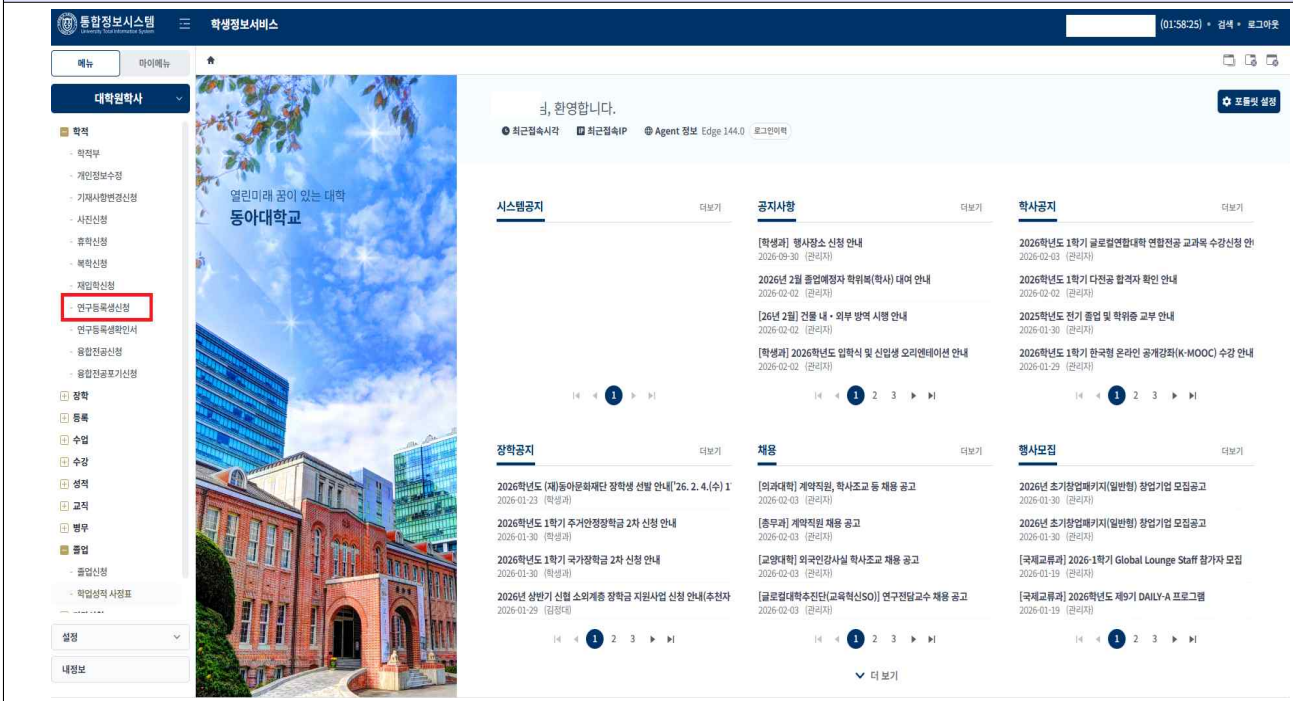 통합정보시스템
University Total Information System
학생정보서비스
(01:58:25)
검색
로그아웃
메뉴
마이메뉴
대학원학사
학적
학적부
개인정보수정
기재사항변경신청
사진신청
휴학신청
복학신청
재입학신청
연구등록생신청
연구등록생확인서
융합전공신청
융합전공포기신청
장학
등록
수업
수강
성적
교직
병무
졸업
졸업신청
학업성적 사정표
설정
내정보
열린미래 꿈이 있는 대학
동아대학교
님, 환영합니다.
포틀릿 설정
최근접속시각 최근접속IP Agent 정보 Edge 144.0 로그인이력
시스템공지 더보기
1
공지사항 더보기
[학생과] 행사장소 신청 안내
2026-09-30 (관리자)
2026년 2월 졸업예정자 학위복(학사) 대여 안내
2026-02-02 (관리자)
[26년 2월] 건물 내・외부 방역 시행 안내
2026-02-02 (관리자)
[학생과] 2026학년도 입학식 및 신입생 오리엔테이션 안내
2026-02-02 (관리자)
1 2 3
학사공지 더보기
2026학년도 1학기 글로컬연합대학 연합전공 교과목 수강신청 안
2026-02-03 (관리자)
2026학년도 1학기 다전공 합격자 확인 안내
2026-02-02 (관리자)
2025학년도 전기 졸업 및 학위증 교부 안내
2026-01-30 (관리자)
2026학년도 1학기 한국형 온라인 공개강좌(K-MOOC) 수강 안내
2026-01-29 (관리자)
1 2 3
장학공지 더보기
2026학년도 (재)동아문화재단 장학생 선발 안내['26. 2. 4.(수) 1
2026-01-23 (학생과)
2026학년도 1학기 주거안정장학금 2차 신청 안내
2026-01-30 (학생과)
2026학년도 1학기 국가장학금 2차 신청 안내
2026-01-30 (학생과)
2026년 상반기 신협 소외계층 장학금 지원사업 신청 안내(추천자
2026-01-29 (김정대)
1 2 3
채용 더보기
[의과대학] 계약직원, 학사조교 등 채용 공고
2026-02-03 (관리자)
[총무과] 계약직원 채용 공고
2026-02-03 (관리자)
[교양대학] 외국인강사실 학사조교 채용 공고
2026-02-03 (관리자)
[글로컬대학추진단(교육혁신SO)] 연구전담교수 채용 공고
2026-02-03 (관리자)
1 2 3
행사모집 더보기
2026년 초기창업패키지(일반형) 창업기업 모집공고
2026-01-30 (관리자)
2026년 초기창업패키지(일반형) 창업기업 모집공고
2026-01-30 (관리자)
[국제교류과] 2026-1학기 Global Lounge Staff 참가자 모집
2026-01-19 (관리자)
[국제교류과] 2026학년도 제9기 DAILY-A 프로그램
2026-01-19 (관리자)
1 2 3
더 보기